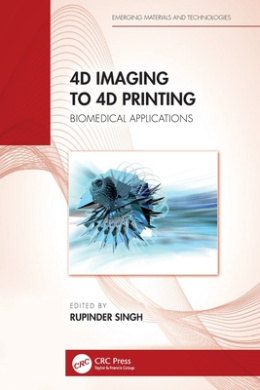 EMERGING MATERIALS AND TECHNOLOGIES
4D IMAGING
TO 4D PRINTING
BIOMEDICAL APPLICATIONS
EDITED BY
RUPINDER SINGH
CRC
CRC Press
Taylor & Francis Group